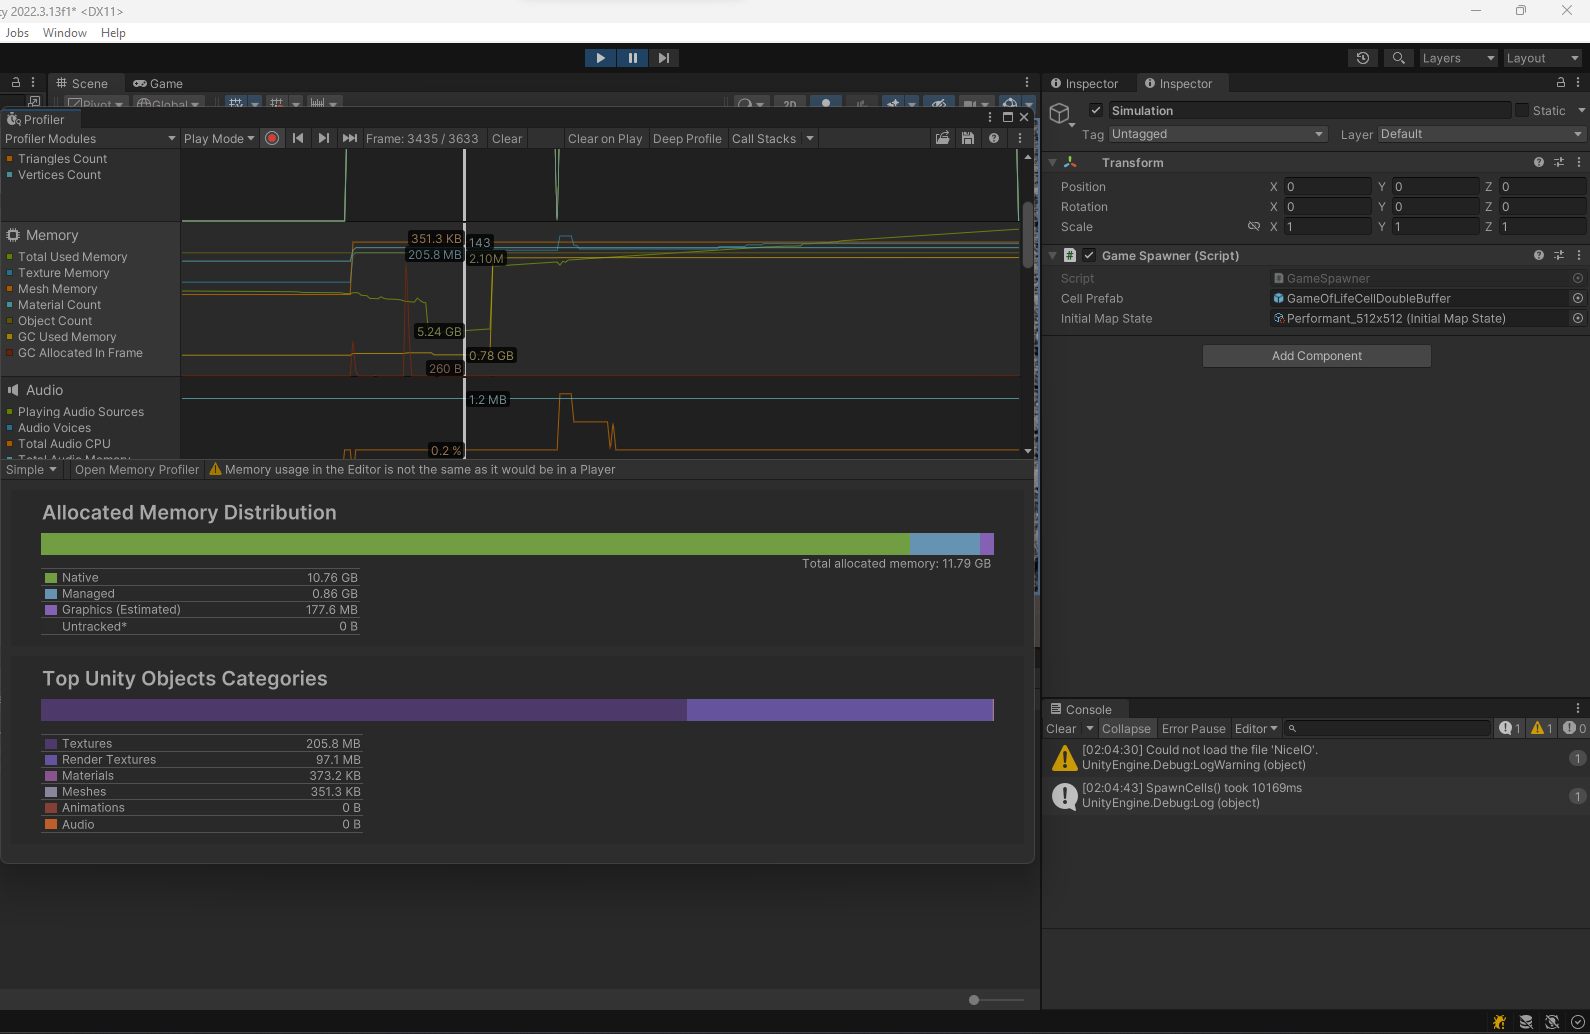 ty 2022.3.13f1* <DX11>
Jobs Window Help
Layers Layout
Scene Game
Inspector Inspector
Pivot Global 2D
Simulation Static
Tag Untagged Layer Default
Profiler
Profiler Modules Play Mode Frame: 3435 / 3633 Clear Clear on Play Deep Profile Call Stacks
Triangles Count
Vertices Count
Memory
Total Used Memory
Texture Memory
Mesh Memory
Material Count
Object Count
GC Used Memory
GC Allocated In Frame
351.3 KB 143
205.8 MB 2.10M
5.24 GB
0.78 GB
260 B
Audio
Playing Audio Sources
Audio Voices
Total Audio CPU
Total Audio Memory
1.2 MB
0.2 %
Simple Open Memory Profiler Memory usage in the Editor is not the same as it would be in a Player
Allocated Memory Distribution
Total allocated memory: 11.79 GB
Native 10.76 GB
Managed 0.86 GB
Graphics (Estimated) 177.6 MB
Untracked* 0 B
Top Unity Objects Categories
Textures 205.8 MB
Render Textures 97.1 MB
Materials 373.2 KB
Meshes 351.3 KB
Animations 0 B
Audio 0 B
Transform
Position X 0 Y 0 Z 0
Rotation X 0 Y 0 Z 0
Scale X 1 Y 1 Z 1
Game Spawner (Script)
Script GameSpawner
Cell Prefab GameOfLifeCellDoubleBuffer
Initial Map State Performant_512x512 (Initial Map State)
Add Component
Console
Clear Collapse Error Pause Editor 1 1 0
[02:04:30] Could not load the file 'NiceIO'.
UnityEngine.Debug:LogWarning (object)
1
[02:04:43] SpawnCells() took 10169ms
UnityEngine.Debug:Log (object)
1